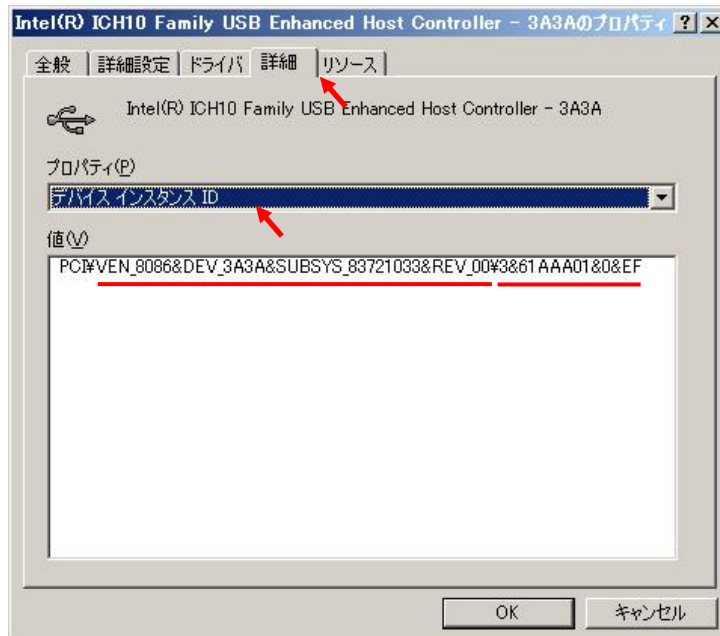 Intel(R) ICH10 Family USB Enhanced Host Controller - 3A3Aのプロパティ ? ×
全般 詳細設定 ドライバ 詳細 リソース
Intel(R) ICH10 Family USB Enhanced Host Controller - 3A3A
プロパティ(P)
デバイス インスタンス ID
値(V)
PCI¥VEN_8086&DEV_3A3A&SUBSYS_83721033&REV_00¥3&61AAA01&0&EF
OK キャンセル